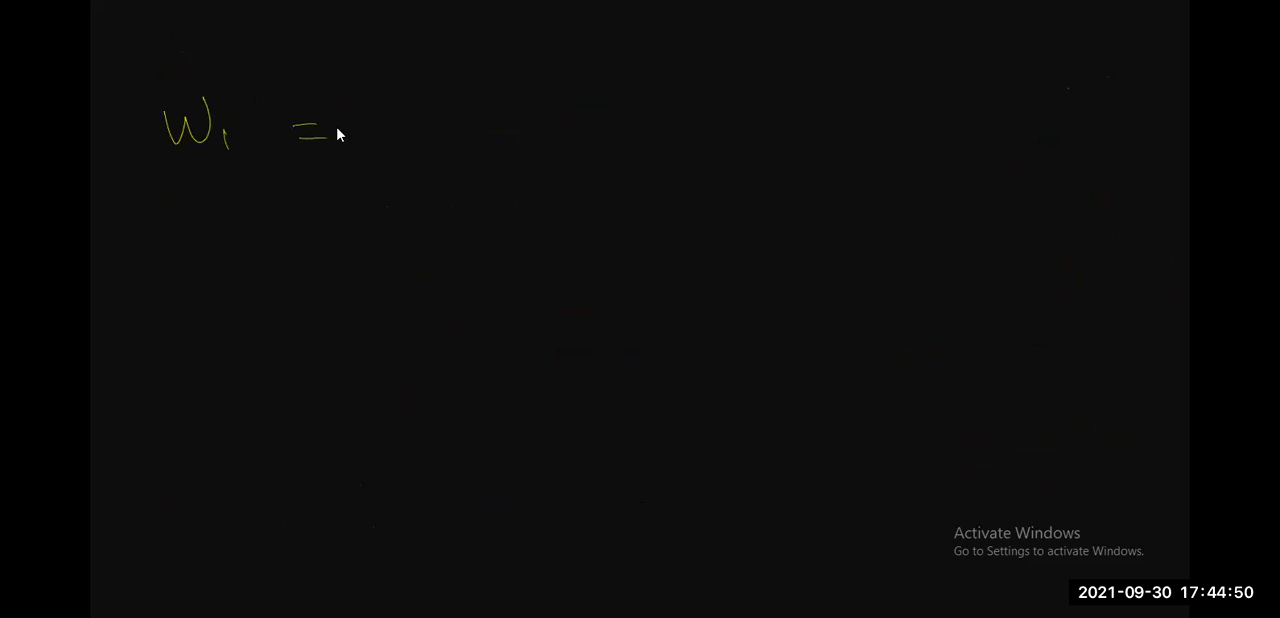 W₁ =
Activate Windows
Go to Settings to activate Windows.
2021-09-30 17:44:50